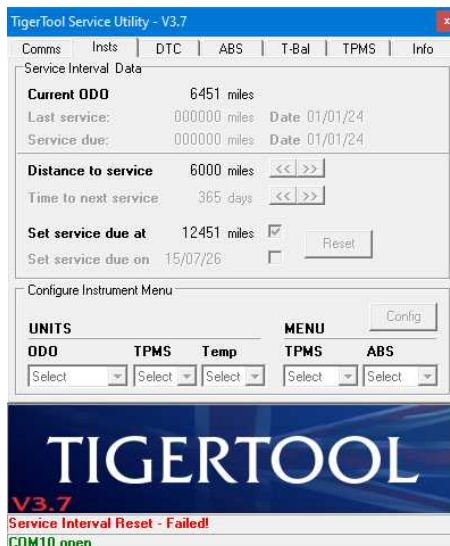 TigerTool Service Utility - V3.7 x
Comms Insts DTC ABS T-Bal TPMS Info
Service Interval Data
Current ODO 6451 miles
Last service: 000000 miles Date 01/01/24
Service due: 000000 miles Date 01/01/24
Distance to service 6000 miles << >>
Time to next service 365 days << >>
Set service due at 12451 miles
Reset
Set service due on 15/07/26
Configure Instrument Menu
Config
UNITS MENU
ODO TPMS Temp TPMS ABS
Select Select Select Select Select
TIGERTOOL
V3.7
Service Interval Reset - Failed!
COM10 open